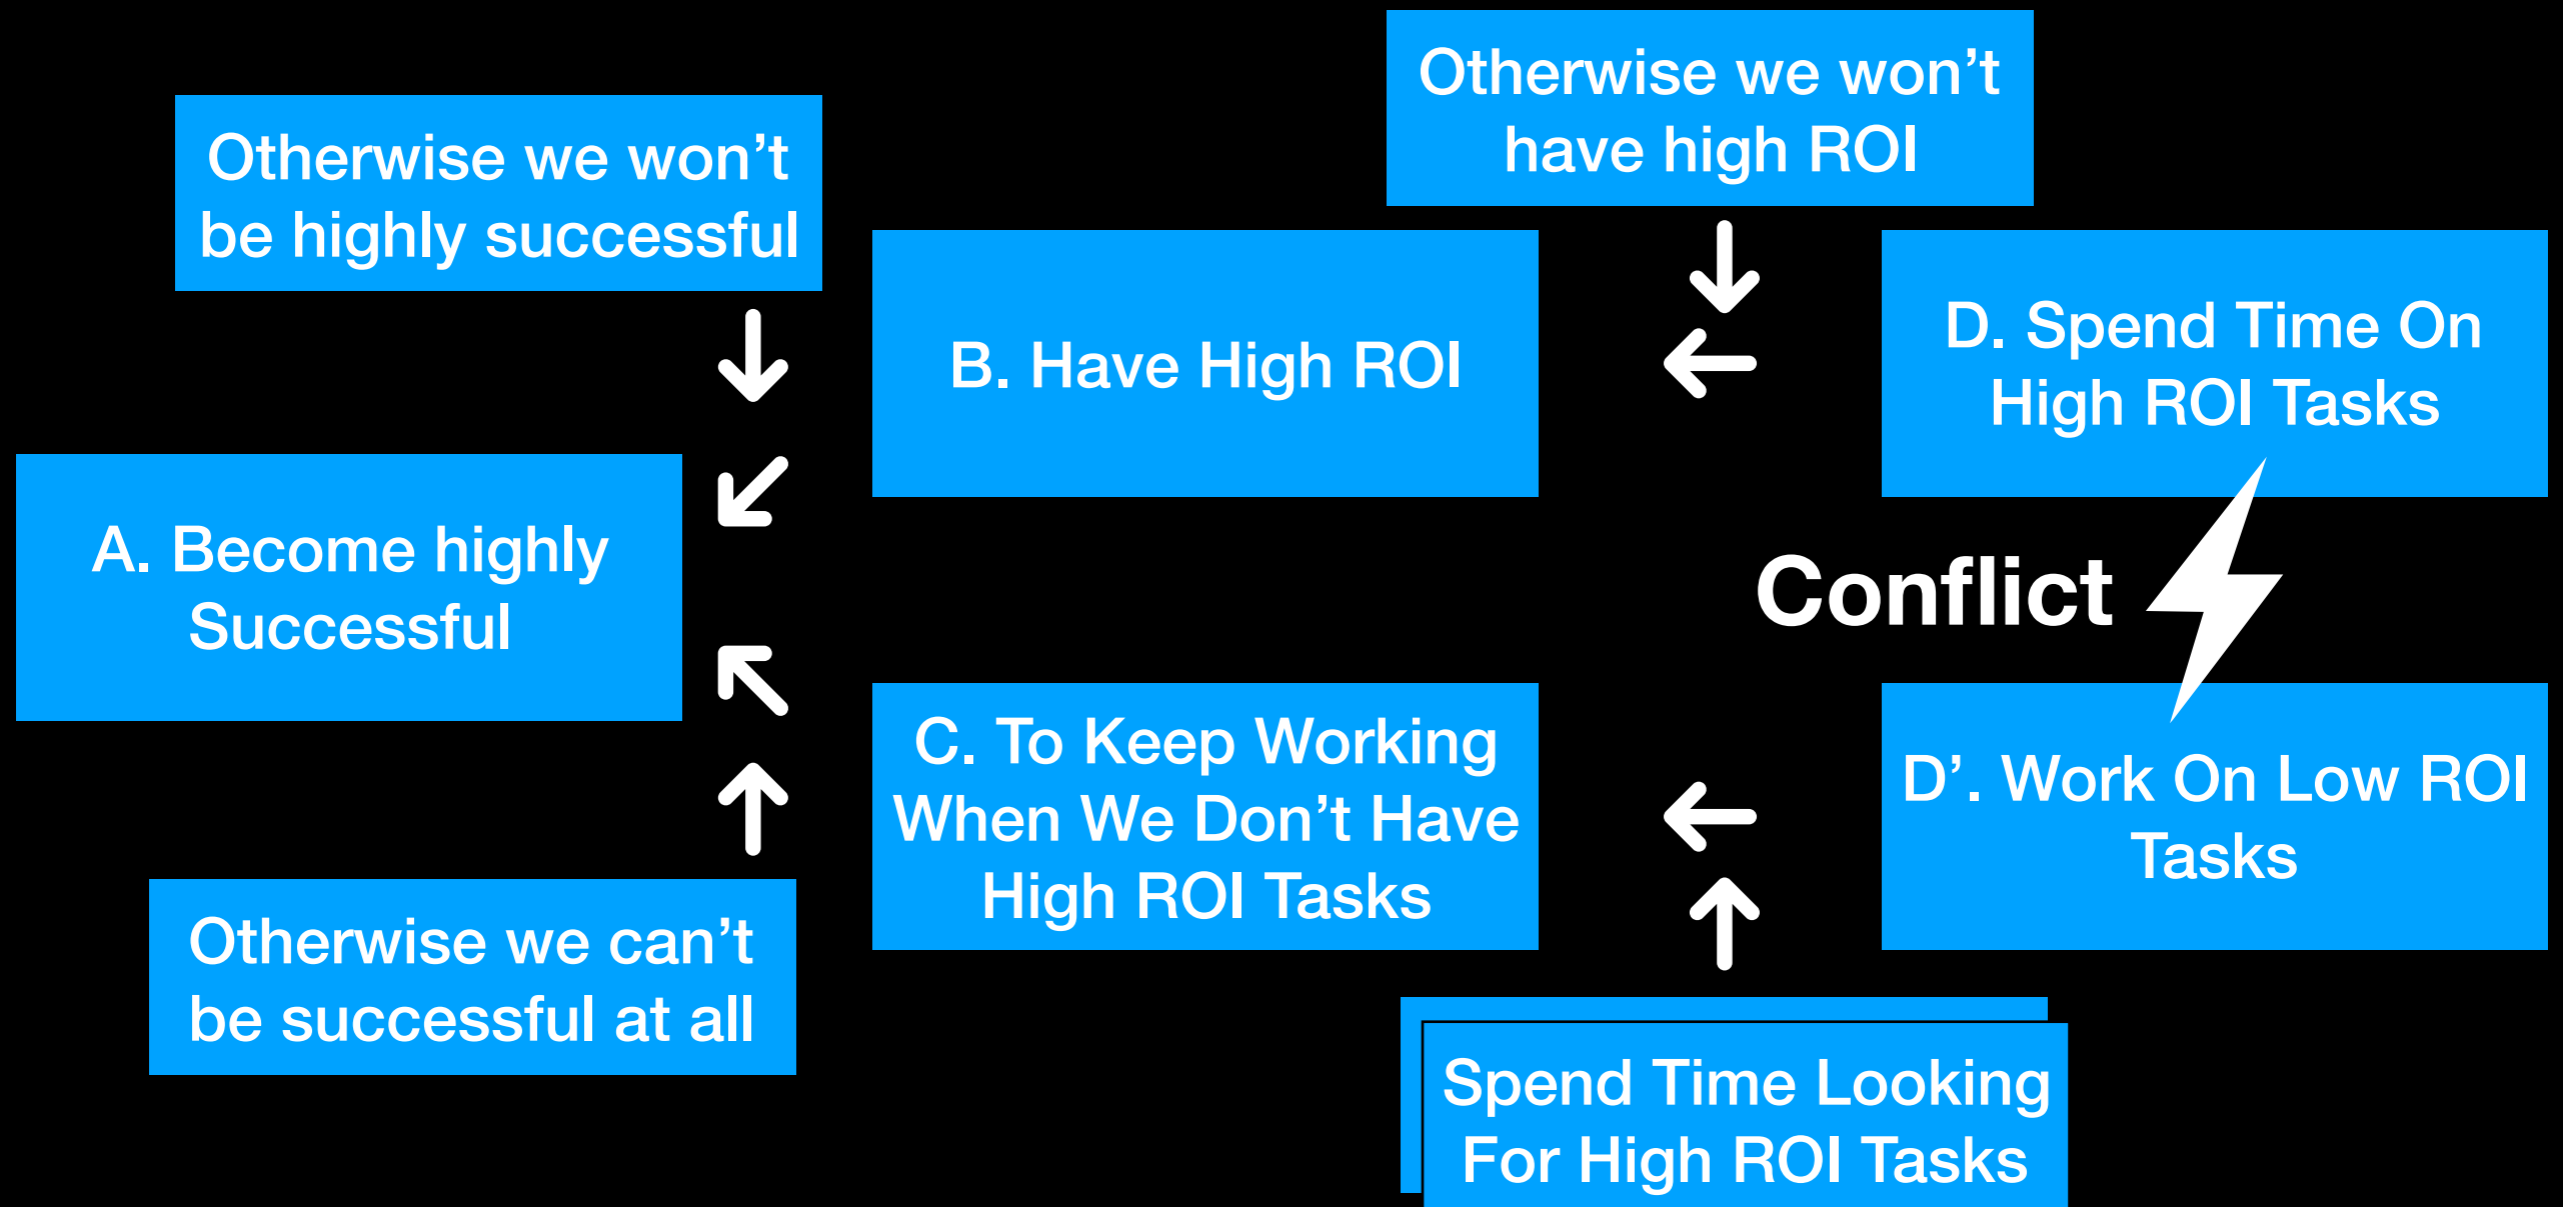 Otherwise we won’t
have high ROI
Otherwise we won’t
be highly successful
B. Have High ROI
D. Spend Time On
High ROI Tasks
A. Become highly
Successful
Conflict
C. To Keep Working
When We Don’t Have
High ROI Tasks
D’. Work On Low ROI
Tasks
Otherwise we can’t
be successful at all
Spend Time Looking
For High ROI Tasks